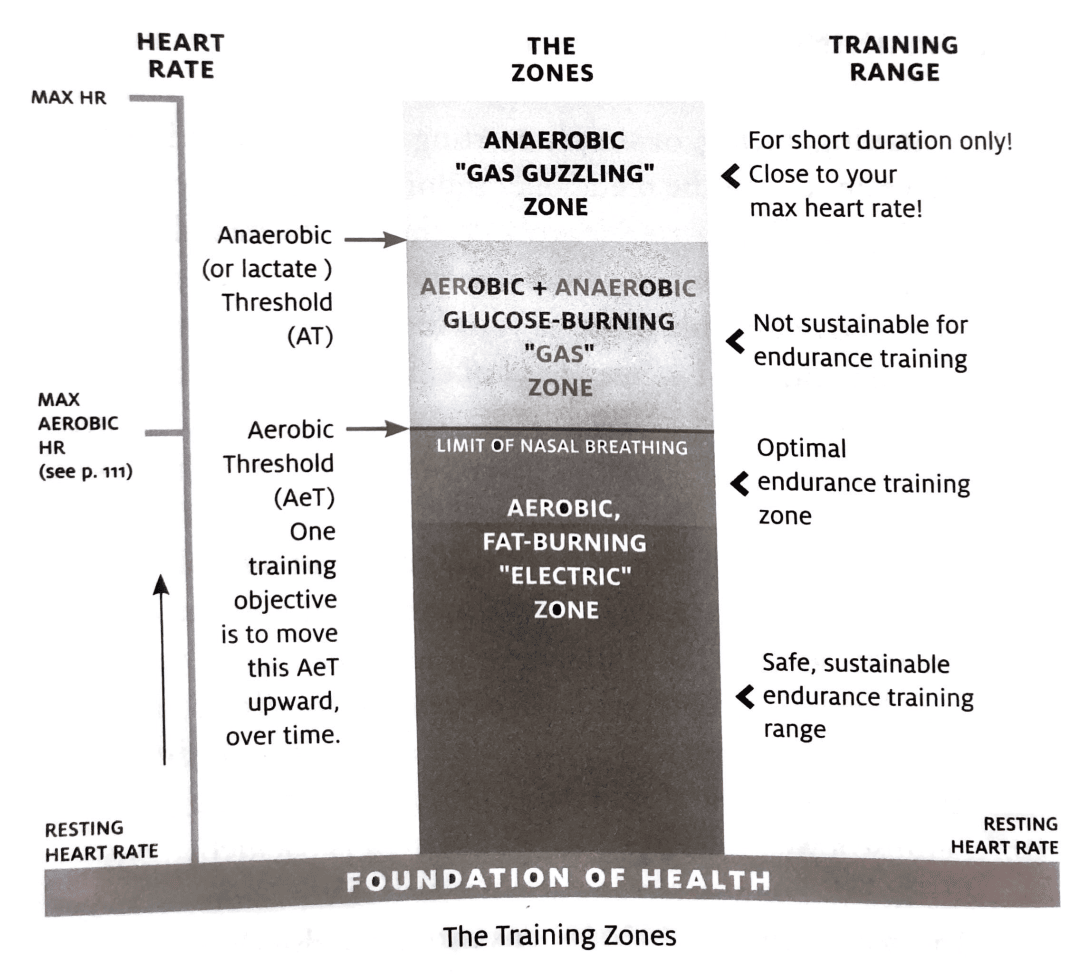 HEART
RATE
THE
ZONES
TRAINING
RANGE
MAX HR
ANAEROBIC
"GAS GUZZLING"
ZONE
For short duration only!
Close to your
max heart rate!
Anaerobic
(or lactate )
Threshold
(AT)
AEROBIC + ANAEROBIC
GLUCOSE-BURNING
"GAS"
ZONE
Not sustainable for
endurance training
MAX
AEROBIC
HR
(see p. 111)
Aerobic
Threshold
(AeT)
One
training
objective
is to move
this AeT
upward,
over time.
LIMIT OF NASAL BREATHING
AEROBIC,
FAT-BURNING
"ELECTRIC"
ZONE
Optimal
endurance training
zone
Safe, sustainable
endurance training
range
RESTING
HEART RATE
RESTING
HEART RATE
FOUNDATION OF HEALTH
The Training Zones